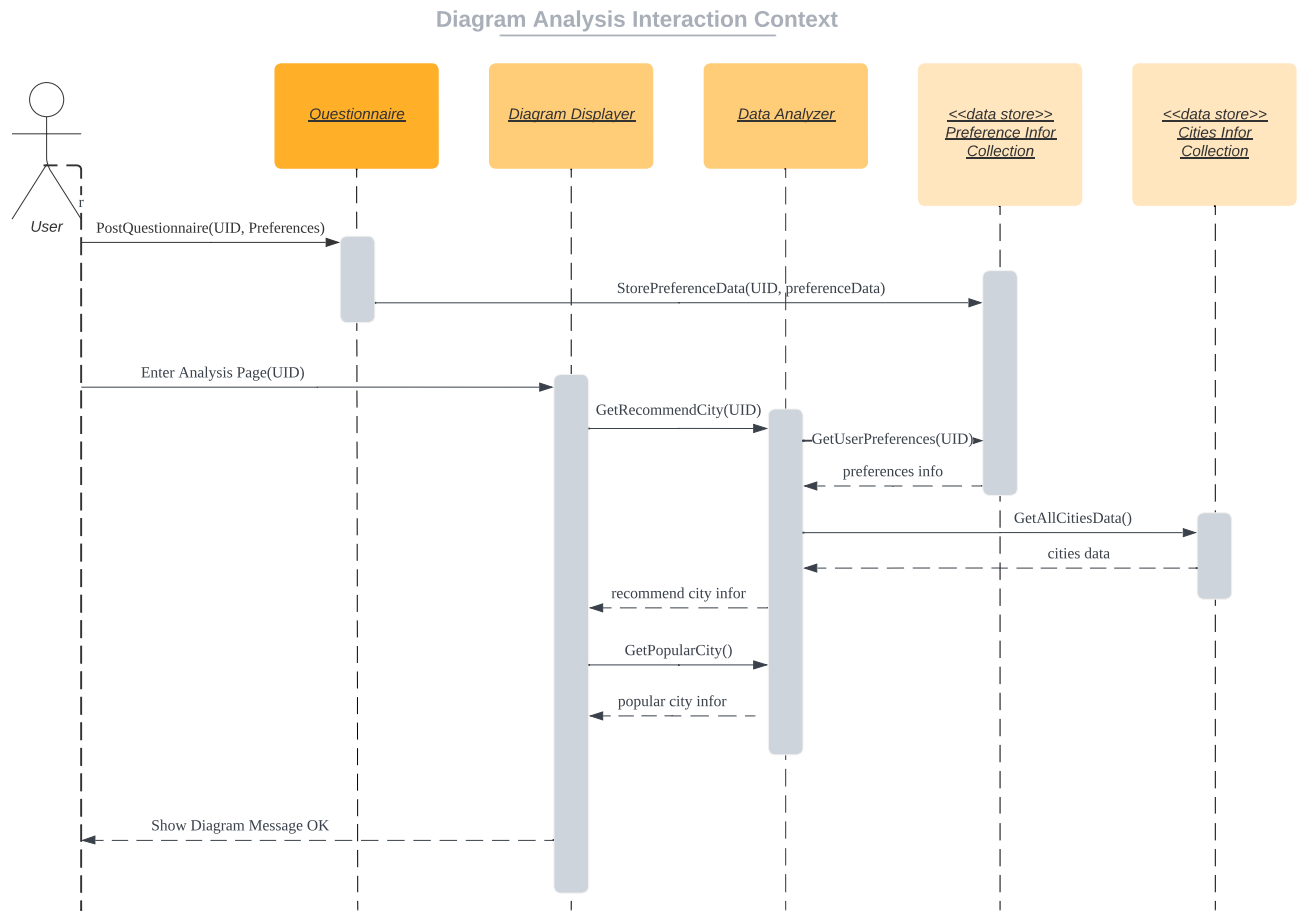 Diagram Analysis Interaction Context
Questionnaire
Diagram Displayer
Data Analyzer
<<data store>>
Preference Infor
Collection
<<data store>>
Cities Infor
Collection
r
User
PostQuestionnaire(UID, Preferences)
StorePreferenceData(UID, preferenceData)
Enter Analysis Page(UID)
GetRecommendCity(UID)
GetUserPreferences(UID)
preferences info
GetAllCitiesData()
cities data
recommend city infor
GetPopularCity()
popular city infor
Show Diagram Message OK